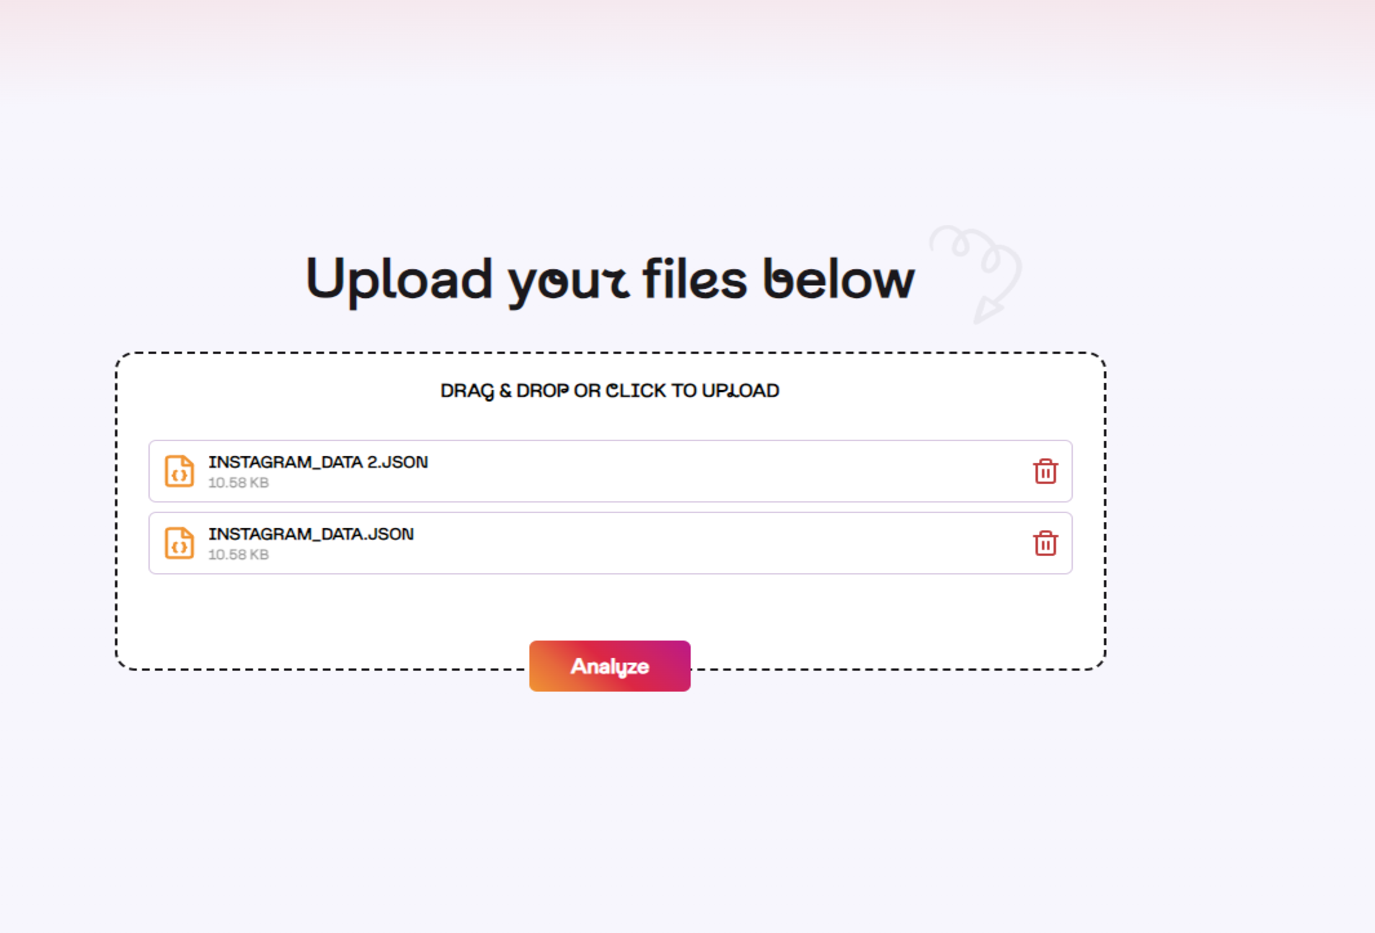 Upload your files below
DRAG & DROP OR CLICK TO UPLOAD
INSTAGRAM_DATA 2.JSON
10.58 KB
INSTAGRAM_DATA.JSON
10.58 KB
Analyze